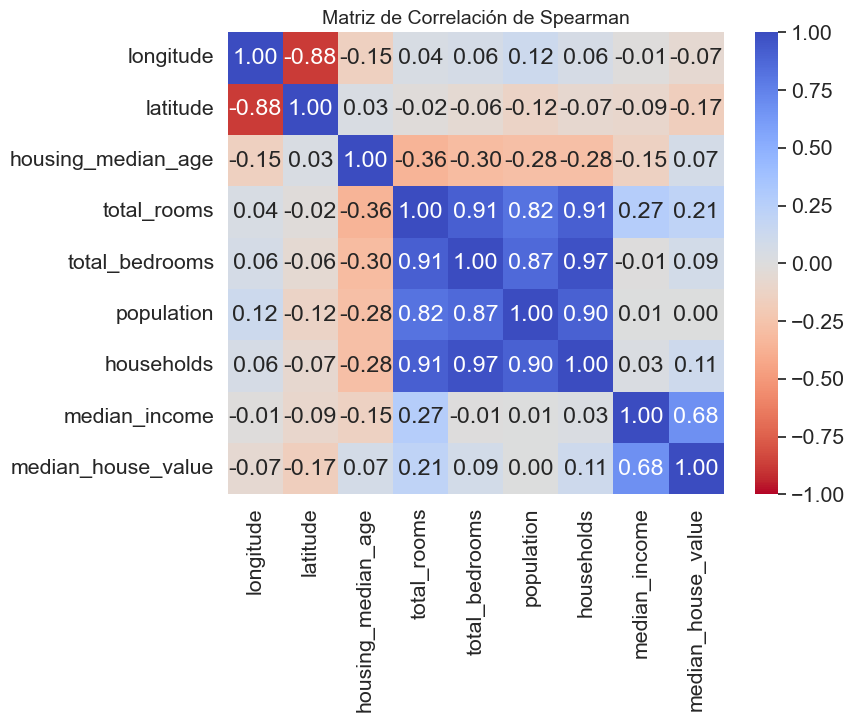 Matriz de Correlación de Spearman
longitude 1.00 -0.88 -0.15 0.04 0.06 0.12 0.06 -0.01 -0.07
latitude -0.88 1.00 0.03 -0.02 -0.06 -0.12 -0.07 -0.09 -0.17
housing_median_age -0.15 0.03 1.00 -0.36 -0.30 -0.28 -0.28 -0.15 0.07
total_rooms 0.04 -0.02 -0.36 1.00 0.91 0.82 0.91 0.27 0.21
total_bedrooms 0.06 -0.06 -0.30 0.91 1.00 0.87 0.97 -0.01 0.09
population 0.12 -0.12 -0.28 0.82 0.87 1.00 0.90 0.01 0.00
households 0.06 -0.07 -0.28 0.91 0.97 0.90 1.00 0.03 0.11
median_income -0.01 -0.09 -0.15 0.27 -0.01 0.01 0.03 1.00 0.68
median_house_value -0.07 -0.17 0.07 0.21 0.09 0.00 0.11 0.68 1.00
longitude
latitude
housing_median_age
total_rooms
total_bedrooms
population
households
median_income
median_house_value
1.00
0.75
0.50
0.25
0.00
−0.25
−0.50
−0.75
−1.00